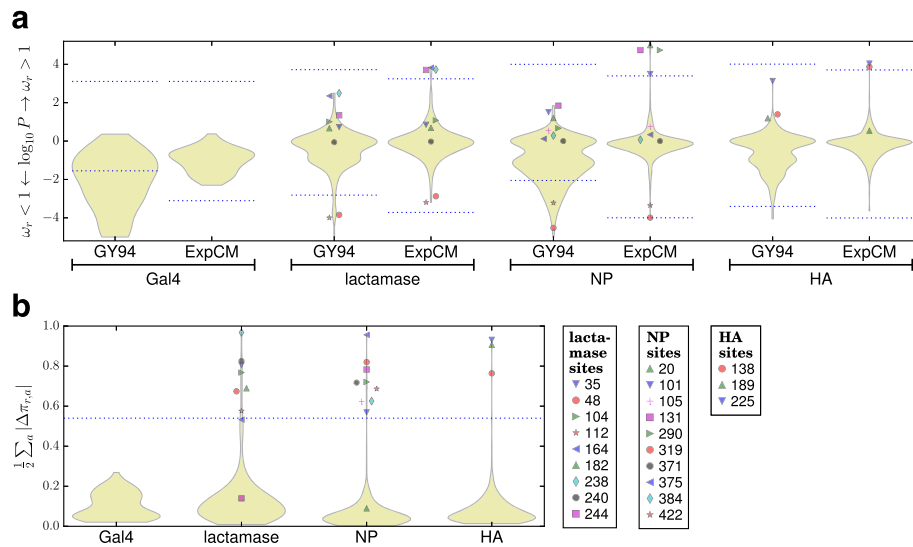 a
ω_r < 1 ← log₁₀ P → ω_r > 1
4
2
0
−2
−4
GY94 ExpCM GY94 ExpCM GY94 ExpCM GY94 ExpCM
Gal4 lactamase NP HA
b
½ ∑_a |Δπ_{r,a}|
1.0
0.8
0.6
0.4
0.2
0.0
Gal4 lactamase NP HA
lacta-
mase
sites
35
48
104
112
164
182
238
240
244
NP
sites
20
101
105
131
290
319
371
375
384
422
HA
sites
138
189
225